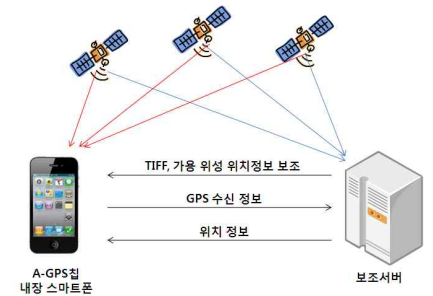 TIFF, 가용 위성 위치정보 보조
GPS 수신 정보
위치 정보
A-GPS칩
내장 스마트폰
보조서버